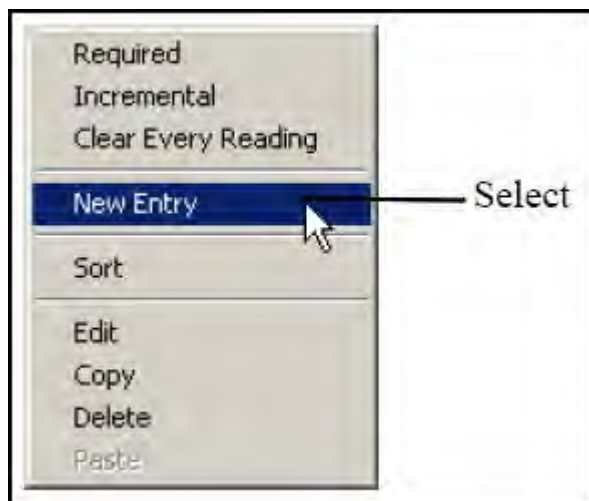 Required
Incremental
Clear Every Reading
New Entry
Select
Sort
Edit
Copy
Delete
Paste